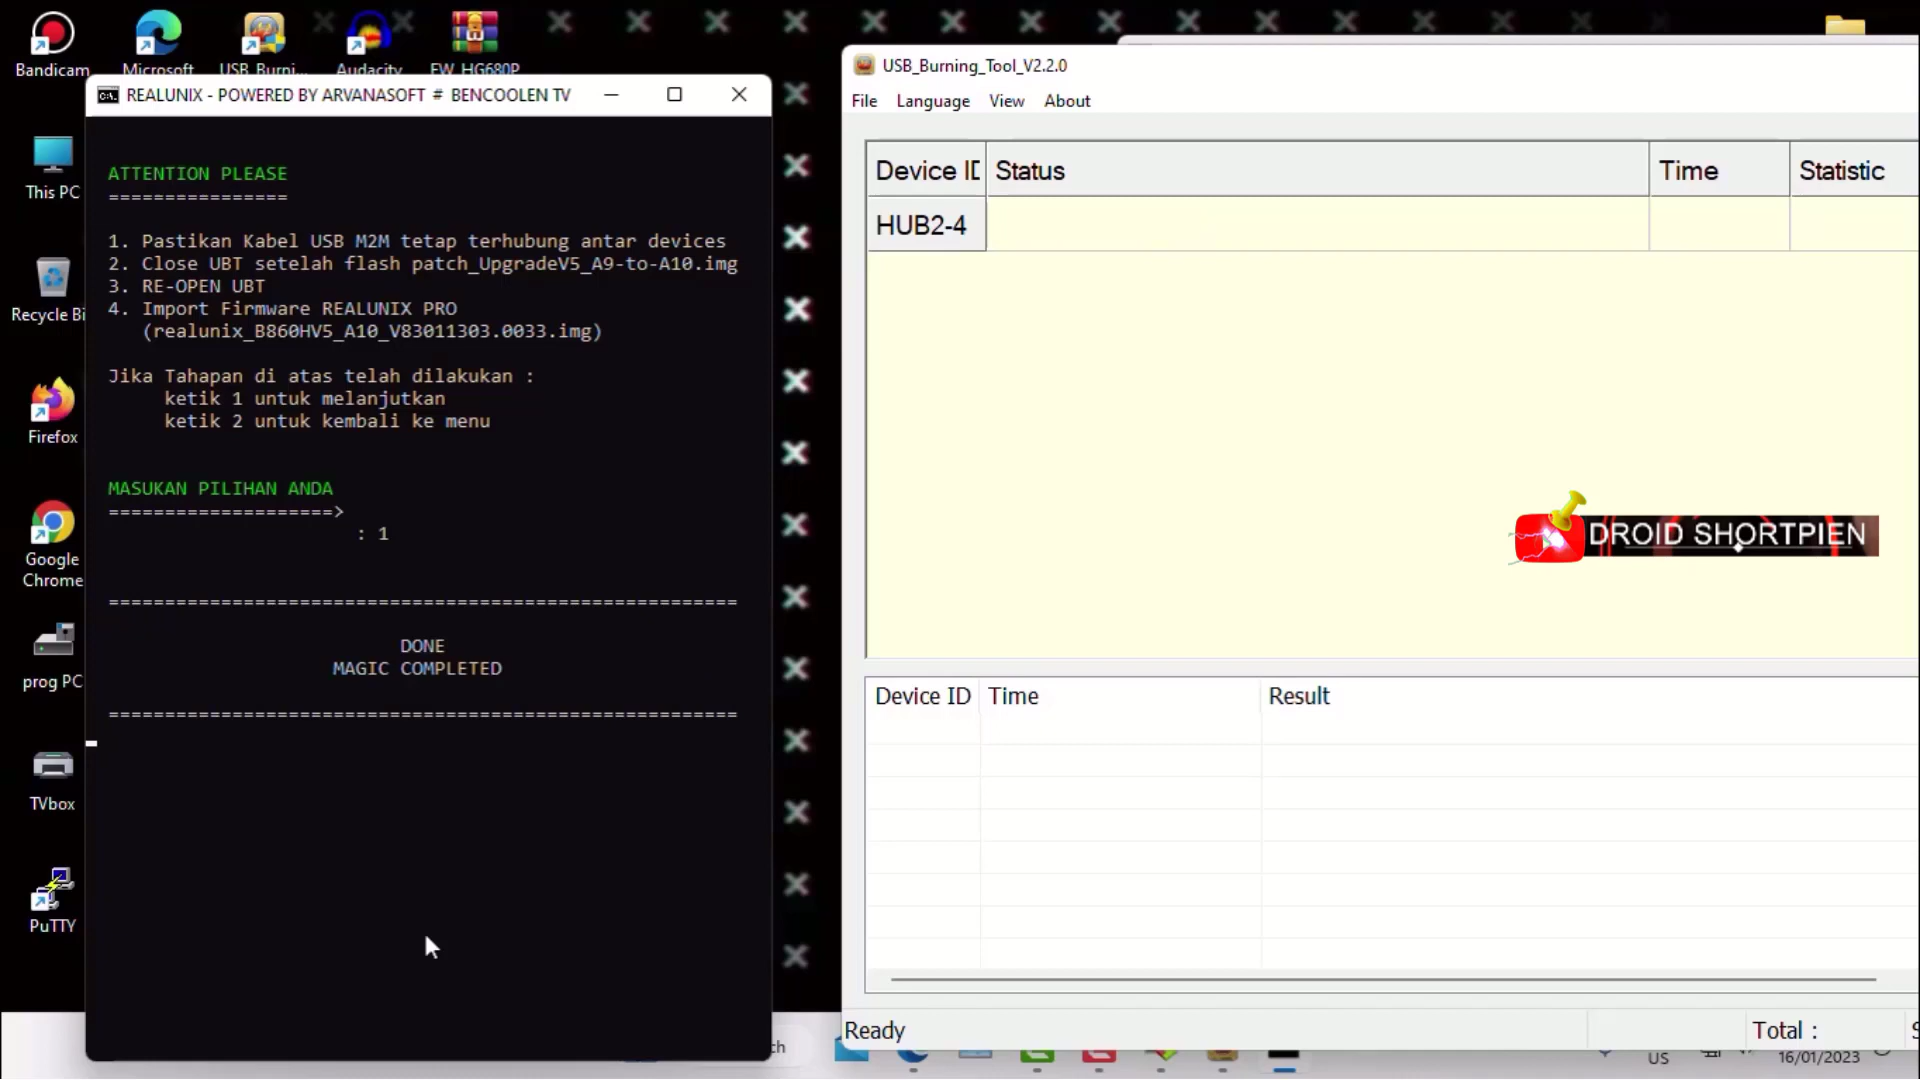 Bandicam
Microsoft
USB Burni...
Audacity
FW HG680P
This PC
Recycle Bi
Firefox
Google
Chrome
prog PC
TVbox
PuTTY
REALUNIX - POWERED BY ARVANASOFT # BENCOOLEN TV
ATTENTION PLEASE
================
1. Pastikan Kabel USB M2M tetap terhubung antar devices
2. Close UBT setelah flash patch_UpgradeV5_A9-to-A10.img
3. RE-OPEN UBT
4. Import Firmware REALUNIX PRO
(realunix_B860HV5_A10_V83011303.0033.img)
Jika Tahapan di atas telah dilakukan :
ketik 1 untuk melanjutkan
ketik 2 untuk kembali ke menu
MASUKAN PILIHAN ANDA
====================>
: 1
========================================================
DONE
MAGIC COMPLETED
========================================================
USB_Burning_Tool_V2.2.0
File Language View About
Device ID Status Time Statistic
HUB2-4
DROID SHORTPIEN
Device ID Time Result
Ready Total : S
ch
US
16/01/2023